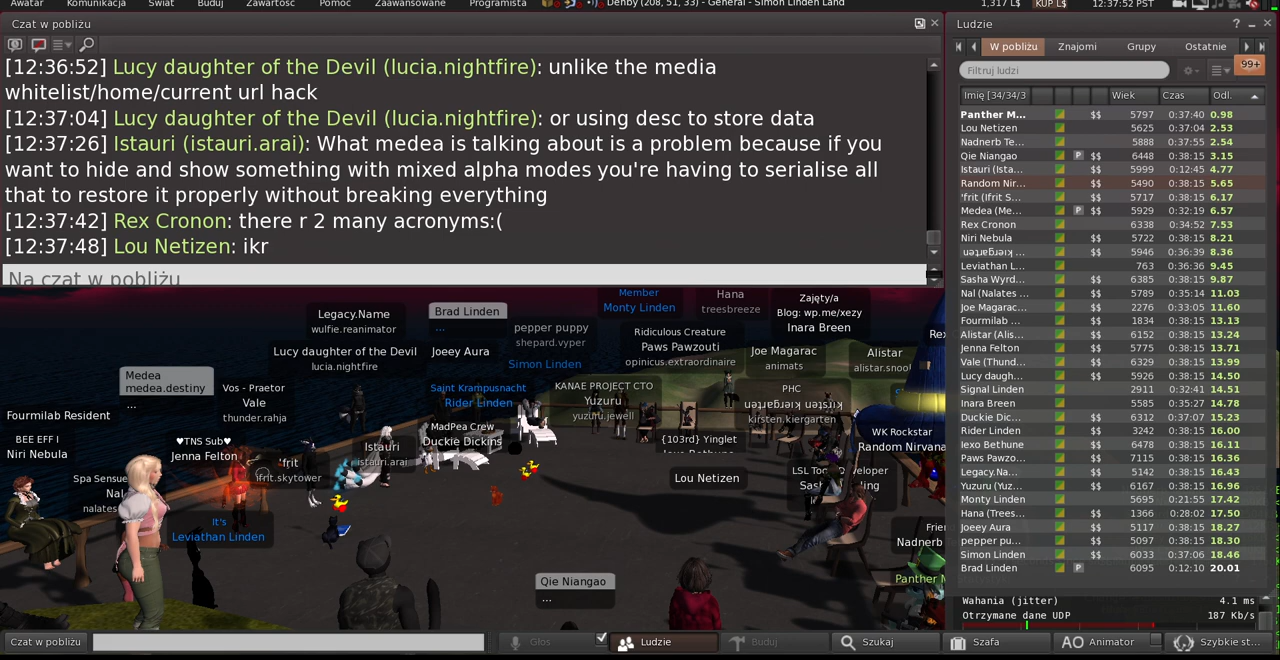 Awatar Komunikacja Świat Buduj Zawartość Pomoc Zaawansowane Programista Denby (208, 51, 33) - General - Simon Linden Land 1,317 L$ KUP L$ 12:37:52 PST
Czat w pobliżu
[12:36:52] Lucy daughter of the Devil (lucia.nightfire): unlike the media
whitelist/home/current url hack
[12:37:04] Lucy daughter of the Devil (lucia.nightfire): or using desc to store data
[12:37:26] Istauri (istauri.arai): What medea is talking about is a problem because if you
want to hide and show something with mixed alpha modes you're having to serialise all
that to restore it properly without breaking everything
[12:37:42] Rex Cronon: there r 2 many acronyms:(
[12:37:48] Lou Netizen: ikr
Na czat w pobliżu
Legacy.Name
wulfie.reanimator
Brad Linden
...
pepper puppy
shepard.vyper
Member
Monty Linden
Hana
treesbreeze
Zajęty/a
Blog: wp.me/xezy
Inara Breen
Ridiculous Creature
Paws Pawzouti
opinicus.extraordinaire
Rex
Lucy daughter of the Devil
lucia.nightfire
Joeey Aura
Simon Linden
Joe Magarac
animats
Alistar
alistar.snoo
Medea
medea.destiny
...
Vos - Praetor
Vale
thunder.rahja
Saint Krampusnacht
Rider Linden
KANAE PROJECT CTO
Yuzuru
yuzuru.jewell
PHC
kirsten.kiergarten
Fourmilab Resident
BEE EFF I
Niri Nebula
♥TNS Sub♥
Jenna Felton
MadPea Crew
Duckie Dickins
Istauri
istauri.arai
{103rd} Yinglet
WK Rockstar
Random Nirvana
'frit
ifrit.skytower
Spa Sensue
Nal
nalates
Lou Netizen
It's
Leviathan Linden
Frien
Nadnerb
Panther M
Qie Niangao
...
Czat w pobliżu Głos Ludzie Buduj Szukaj Szafa AO Animator Szybkie st...
Ludzie
W pobliżu Znajomi Grupy Ostatnie
Filtruj ludzi 99+
Imię [34/34/3 Wiek Czas Odl.
Panther M... $$ 5797 0:37:40 0.98
Lou Netizen 5625 0:37:04 2.53
Nadnerb Te... 5888 0:37:55 2.54
Qie Niangao P $$ 6448 0:38:15 3.15
Istauri (Ista... $$ 5999 0:12:45 4.77
Random Nir... $$ 5490 0:38:15 5.65
'frit (Ifrit S... $$ 5717 0:38:15 6.17
Medea (Me... P $$ 5929 0:32:19 6.57
Rex Cronon 6338 0:34:52 7.53
Niri Nebula $$ 5722 0:38:15 8.21
$$ 5946 0:36:39 8.36
Leviathan L... 763 0:36:36 9.45
Sasha Wyrd... $$ 6385 0:38:15 9.87
Nal (Nalates ... $$ 5789 0:35:14 11.03
Joe Magarac... $$ 2276 0:33:05 11.60
Fourmilab ... $$ 1834 0:38:15 13.13
Alistar (Alis... $$ 6152 0:38:15 13.24
Jenna Felton $$ 5775 0:38:15 13.71
Vale (Thund... $$ 6329 0:38:15 13.99
Lucy daugh... $$ 5926 0:38:15 14.50
Signal Linden 2911 0:32:41 14.51
Inara Breen 5585 0:35:27 14.78
Duckie Dic... $$ 6312 0:37:07 15.23
Rider Linden $$ 3242 0:38:15 16.00
Iexo Bethune $$ 6478 0:38:15 16.11
Paws Pawzo... $$ 7115 0:38:15 16.36
Legacy.Na... $$ 5142 0:38:15 16.43
Yuzuru (Yuz... $$ 6167 0:38:15 16.96
Monty Linden 5695 0:21:55 17.42
Hana (Trees... $$ 1366 0:28:02 17.50
Joeey Aura $$ 5117 0:38:15 18.27
pepper pu... $$ 5097 0:38:15 18.30
Simon Linden $$ 6033 0:37:06 18.46
Brad Linden P 6095 0:12:10 20.01
Wahania (jitter) 4.1 ms
Otrzymane dane UDP 187 Kb/s